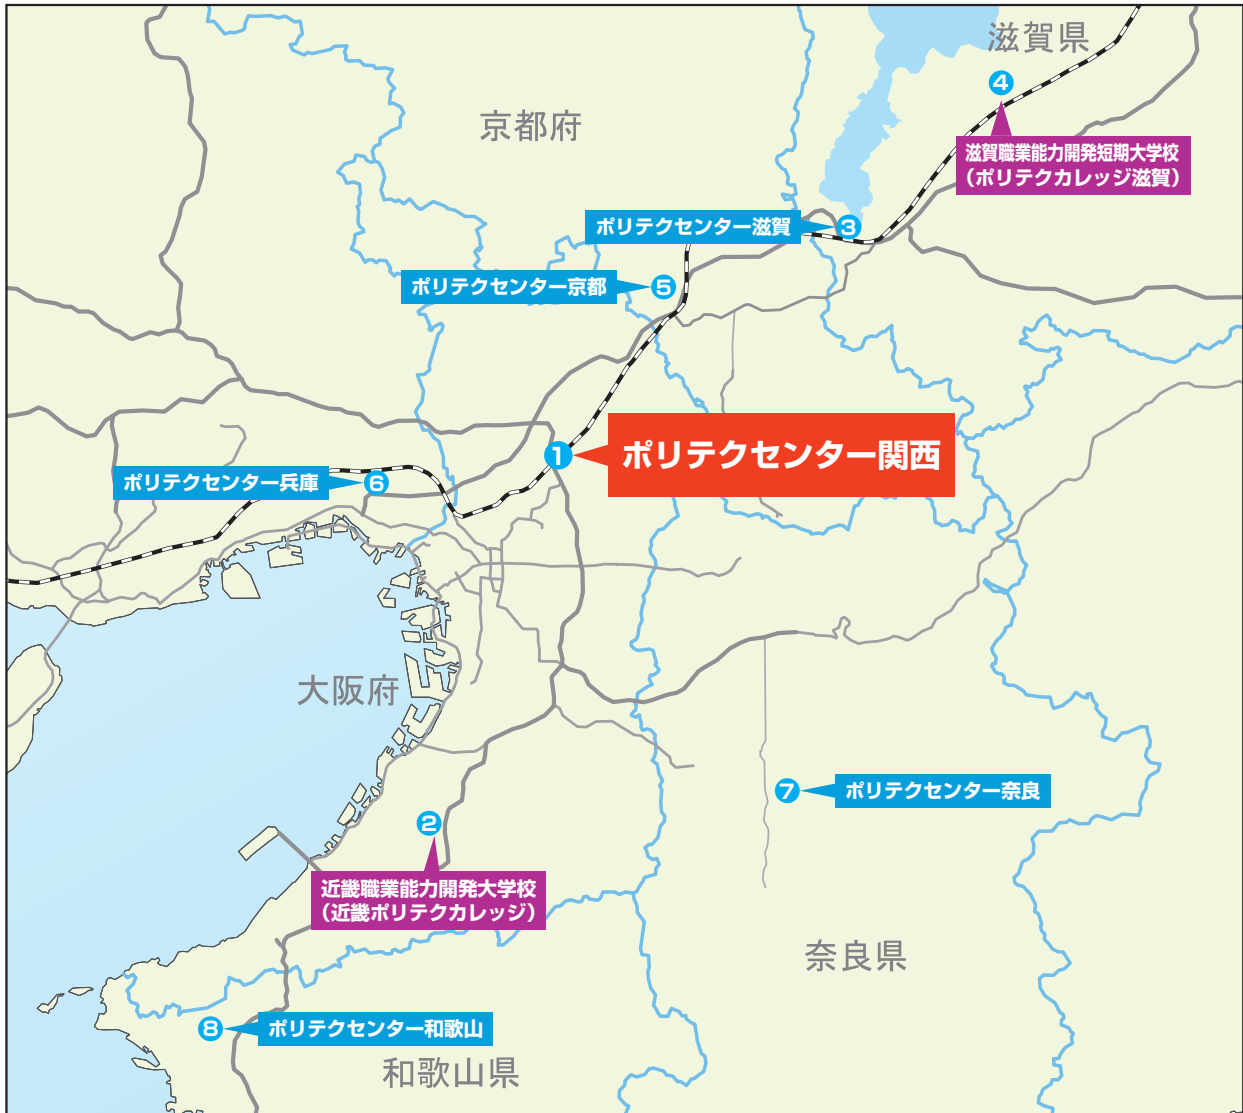 滋賀県
④
京都府
滋賀職業能力開発短期大学校
（ポリテクカレッジ滋賀）
ポリテクセンター滋賀
③
ポリテクセンター京都
⑤
①
ポリテクセンター関西
ポリテクセンター兵庫
⑥
大阪府
⑦
ポリテクセンター奈良
②
近畿職業能力開発大学校
（近畿ポリテクカレッジ）
奈良県
⑧
ポリテクセンター和歌山
和歌山県